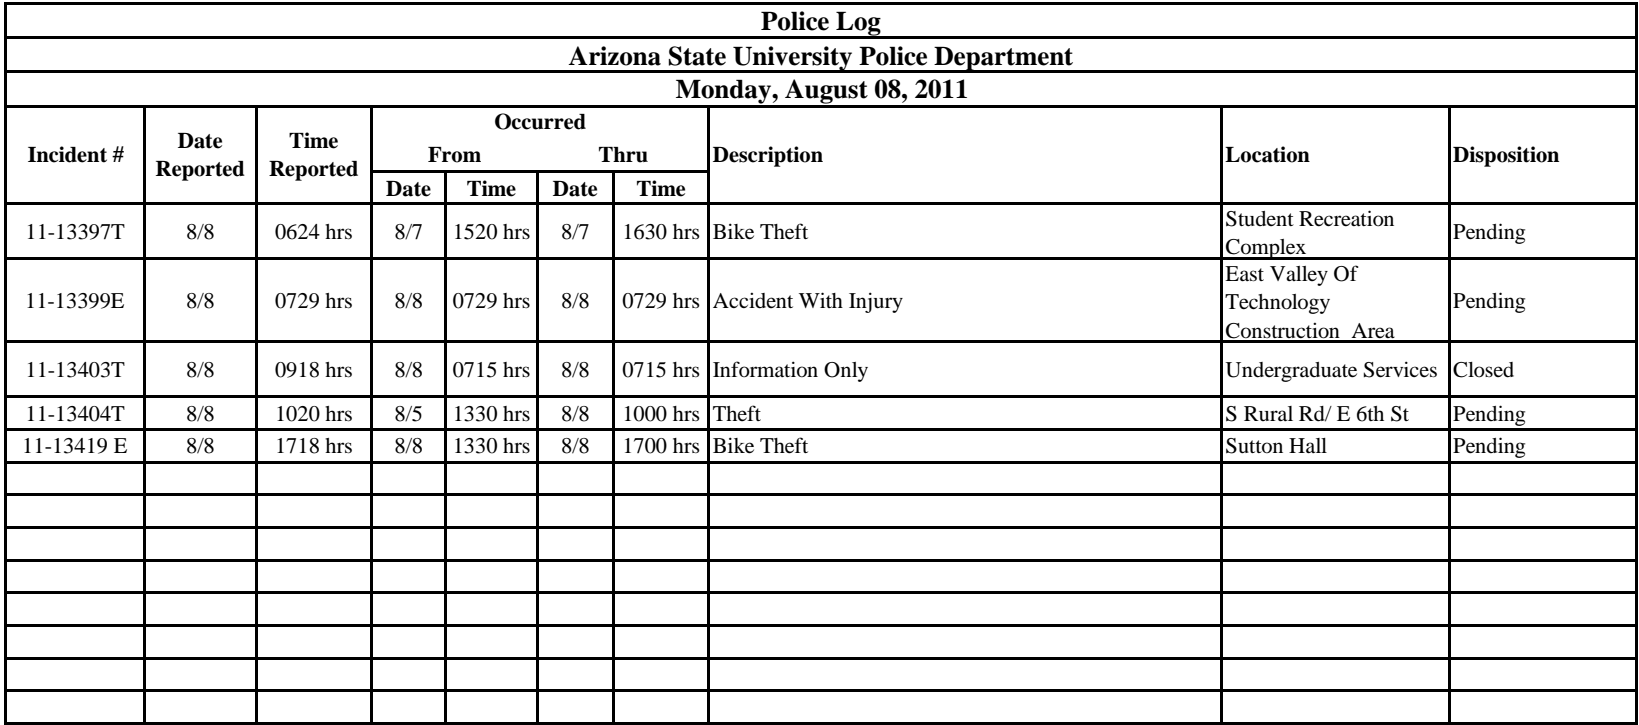 Police Log
Arizona State University Police Department
Monday, August 08, 2011
Incident # Date Reported Time Reported Occurred Description Location Disposition
From Thru
Date Time Date Time
11-13397T 8/8 0624 hrs 8/7 1520 hrs 8/7 1630 hrs Bike Theft Student Recreation Complex Pending
11-13399E 8/8 0729 hrs 8/8 0729 hrs 8/8 0729 hrs Accident With Injury East Valley Of Technology Construction Area Pending
11-13403T 8/8 0918 hrs 8/8 0715 hrs 8/8 0715 hrs Information Only Undergraduate Services Closed
11-13404T 8/8 1020 hrs 8/5 1330 hrs 8/8 1000 hrs Theft S Rural Rd/ E 6th St Pending
11-13419 E 8/8 1718 hrs 8/8 1330 hrs 8/8 1700 hrs Bike Theft Sutton Hall Pending